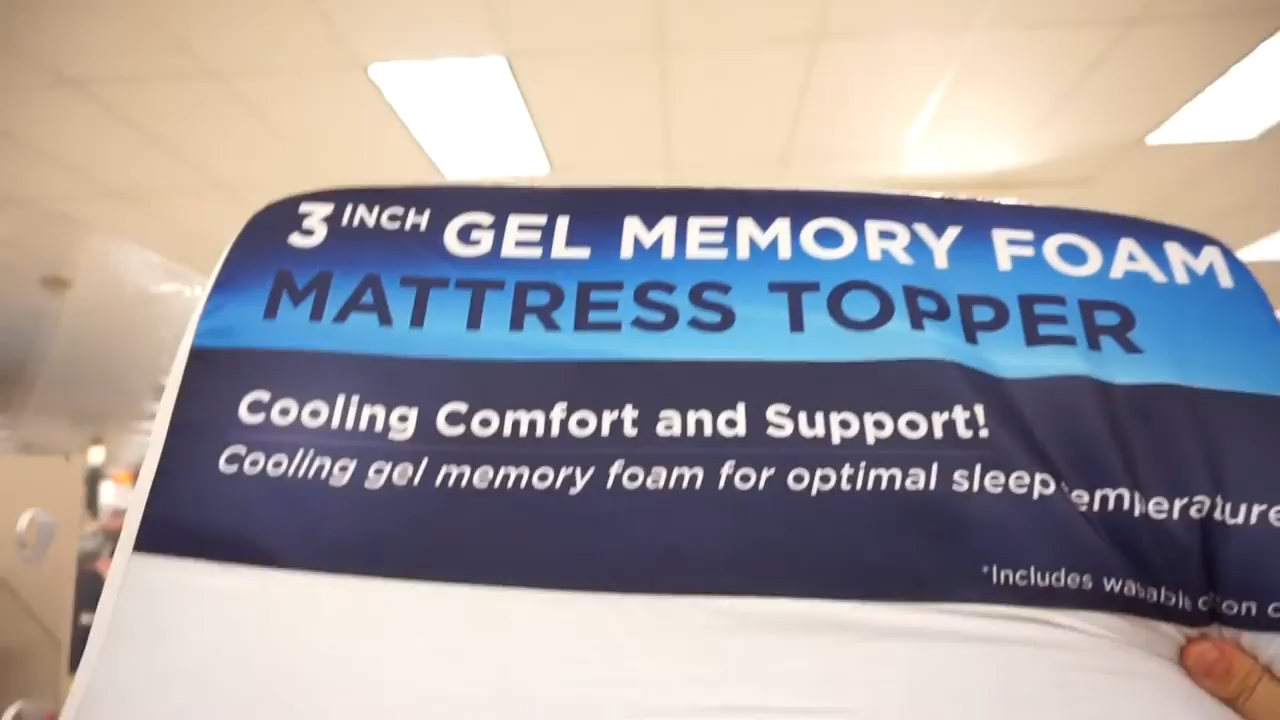 3 INCH GEL MEMORY FOAM
MATTRESS TOPPER
Cooling Comfort and Support!
Cooling gel memory foam for optimal sleep temperature
*Includes